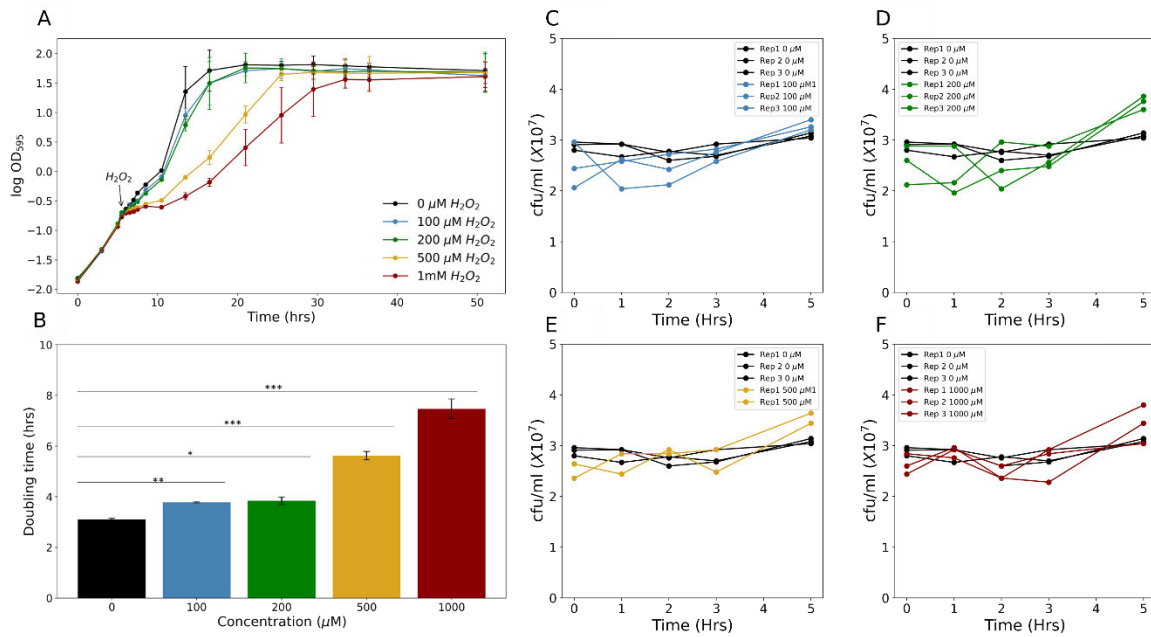 A
log OD595
2.0
1.5
1.0
0.5
0.0
−0.5
−1.0
−1.5
−2.0
H2O2
0 µM H2O2
100 µM H2O2
200 µM H2O2
500 µM H2O2
1mM H2O2
0
10
20
30
40
50
Time (hrs)
B
Doubling time (hrs)
10
8
6
4
2
0
***
***
*
**
0
100
200
500
1000
Concentration (µM)
C
cfu/ml (X10^7)
5
4
3
2
1
0
Rep1 0 µM
Rep 2 0 µM
Rep 3 0 µM
Rep1 100 µM1
Rep2 100 µM
Rep3 100 µM
0
1
2
3
4
5
Time (Hrs)
D
cfu/ml (X10^7)
5
4
3
2
1
0
Rep1 0 µM
Rep 2 0 µM
Rep 3 0 µM
Rep1 200 µM
Rep2 200 µM
Rep3 200 µM
0
1
2
3
4
5
Time (Hrs)
E
cfu/ml (X10^7)
5
4
3
2
1
0
Rep1 0 µM
Rep 2 0 µM
Rep 3 0 µM
Rep1 500 µM1
Rep1 500 µM
0
1
2
3
4
5
Time (Hrs)
F
cfu/ml (X10^7)
5
4
3
2
1
0
Rep1 0 µM
Rep 2 0 µM
Rep 3 0 µM
Rep 1 1000 µM
Rep 2 1000 µM
Rep 3 1000 µM
0
1
2
3
4
5
Time (Hrs)